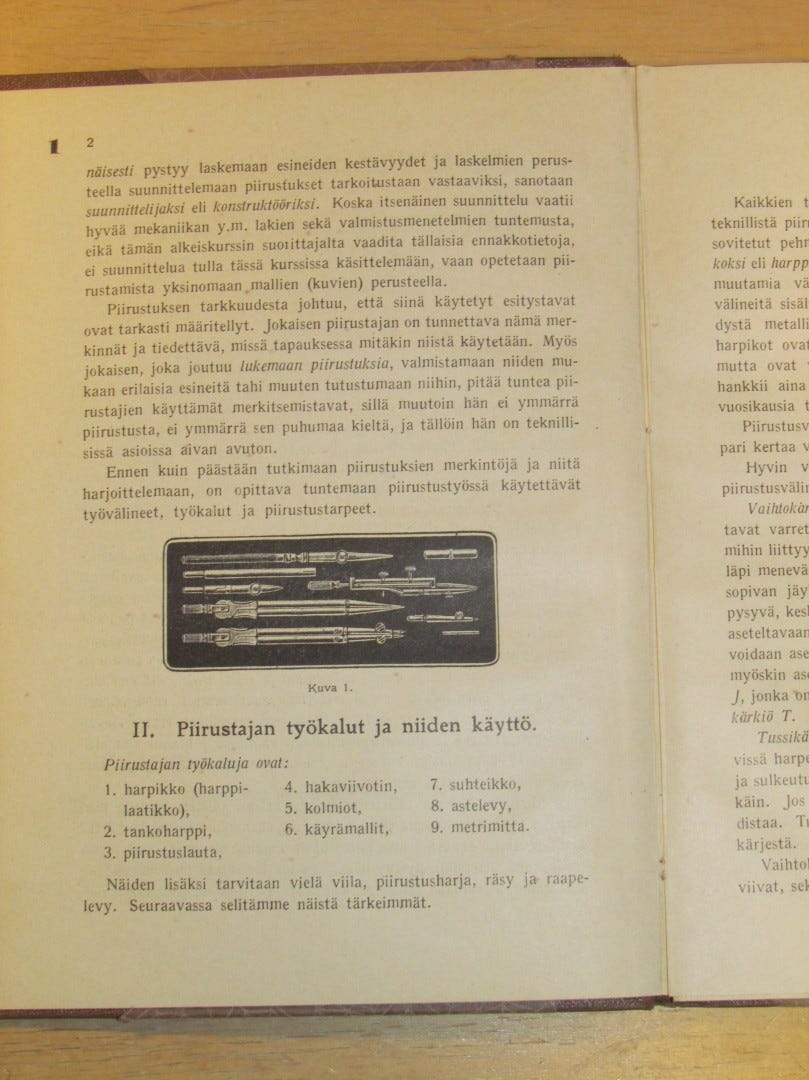 1
2
näisesti pystyy laskemaan esineiden kestävyydet ja laskelmien perus-
teella suunnittelemaan piirustukset tarkoitustaan vastaaviksi, sanotaan
suunnittelijaksi eli konstruktööriksi. Koska itsenäinen suunnittelu vaatii
hyvää mekaniikan y.m. lakien sekä valmistusmenetelmien tuntemusta,
eikä tämän alkeiskurssin suorittajalta vaadita tällaisia ennakkotietoja,
ei suunnittelua tulla tässä kurssissa käsittelemään, vaan opetetaan pii-
rustamista yksinomaan mallien (kuvien) perusteella.
Piirustuksen tarkkuudesta johtuu, että siinä käytetyt esitystavat
ovat tarkasti määritellyt. Jokaisen piirustajan on tunnettava nämä mer-
kinnät ja tiedettävä, missä tapauksessa mitäkin niistä käytetään. Myös
jokaisen, joka joutuu lukemaan piirustuksia, valmistamaan niiden mu-
kaan erilaisia esineitä tahi muuten tutustumaan niihin, pitää tuntea pii-
rustajien käyttämät merkitsemistavat, sillä muutoin hän ei ymmärrä
piirustusta, ei ymmärrä sen puhumaa kieltä, ja tällöin hän on teknilli-
sissä asioissa aivan avuton.
Ennen kuin päästään tutkimaan piirustuksien merkintöjä ja niitä
harjoittelemaan, on opittava tuntemaan piirustustyössä käytettävät
työvälineet, työkalut ja piirustustarpeet.
Kuva 1.
II. Piirustajan työkalut ja niiden käyttö.
Piirustajan työkaluja ovat:
1. harpikko (harppi-
laatikko),
2. tankoharppi,
3. piirustuslauta,
4. hakaviivotin,
5. kolmiot,
6. käyrämallit,
7. suhteikko,
8. astelevy,
9. metrimitta.
Näiden lisäksi tarvitaan vielä viila, piirustusharja, räsy ja raape-
levy. Seuraavassa selitämme näistä tärkeimmät.
Kaikkien
teknillistä
sovitetut
koksi eli
muutamia
välineitä
dystä
harpikot ovat
mutta ovat
hankkii aina
vuosikausia
pari kertaa
Hyvin
tavat varret
mihin liittyy
läpi
sopivan
pysyvä,
aseteltavaan
voidaan
myöskin
J, jonka
kärkiö T.
vissä
ja
käin. Jos
distaa.
kärjestä.
viivat,